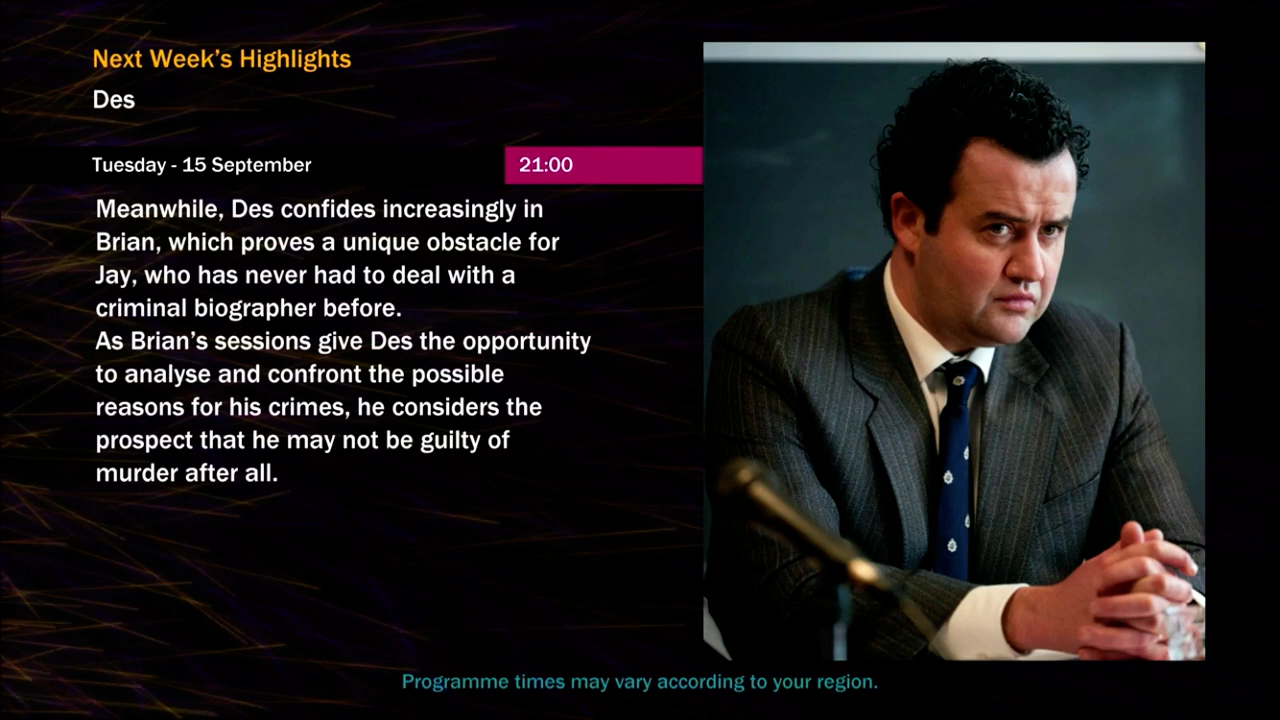 Next Week’s Highlights
Des
Tuesday - 15 September
21:00
Meanwhile, Des confides increasingly in
Brian, which proves a unique obstacle for
Jay, who has never had to deal with a
criminal biographer before.
As Brian’s sessions give Des the opportunity
to analyse and confront the possible
reasons for his crimes, he considers the
prospect that he may not be guilty of
murder after all.
Programme times may vary according to your region.